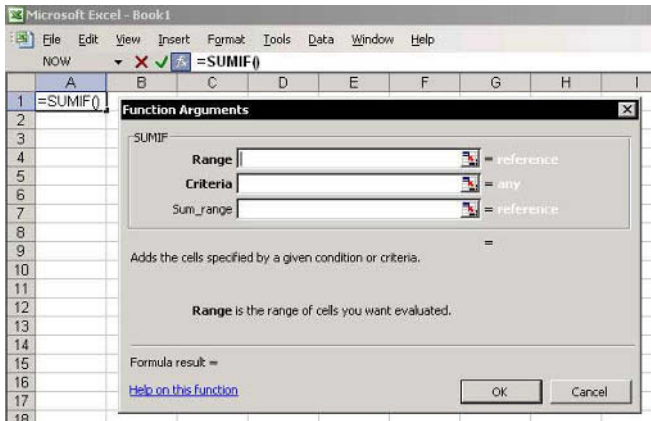 Microsoft Excel - Book1
File Edit View Insert Format Tools Data Window Help
NOW =SUMIF()
A B C D E F G H I
1 =SUMIF()
2
3
4
5
6
7
8
9
10
11
12
13
14
15
16
17
18
Function Arguments
SUMIF
Range = reference
Criteria = any
Sum_range = reference
=
Adds the cells specified by a given condition or criteria.
Range is the range of cells you want evaluated.
Formula result =
Help on this function OK Cancel